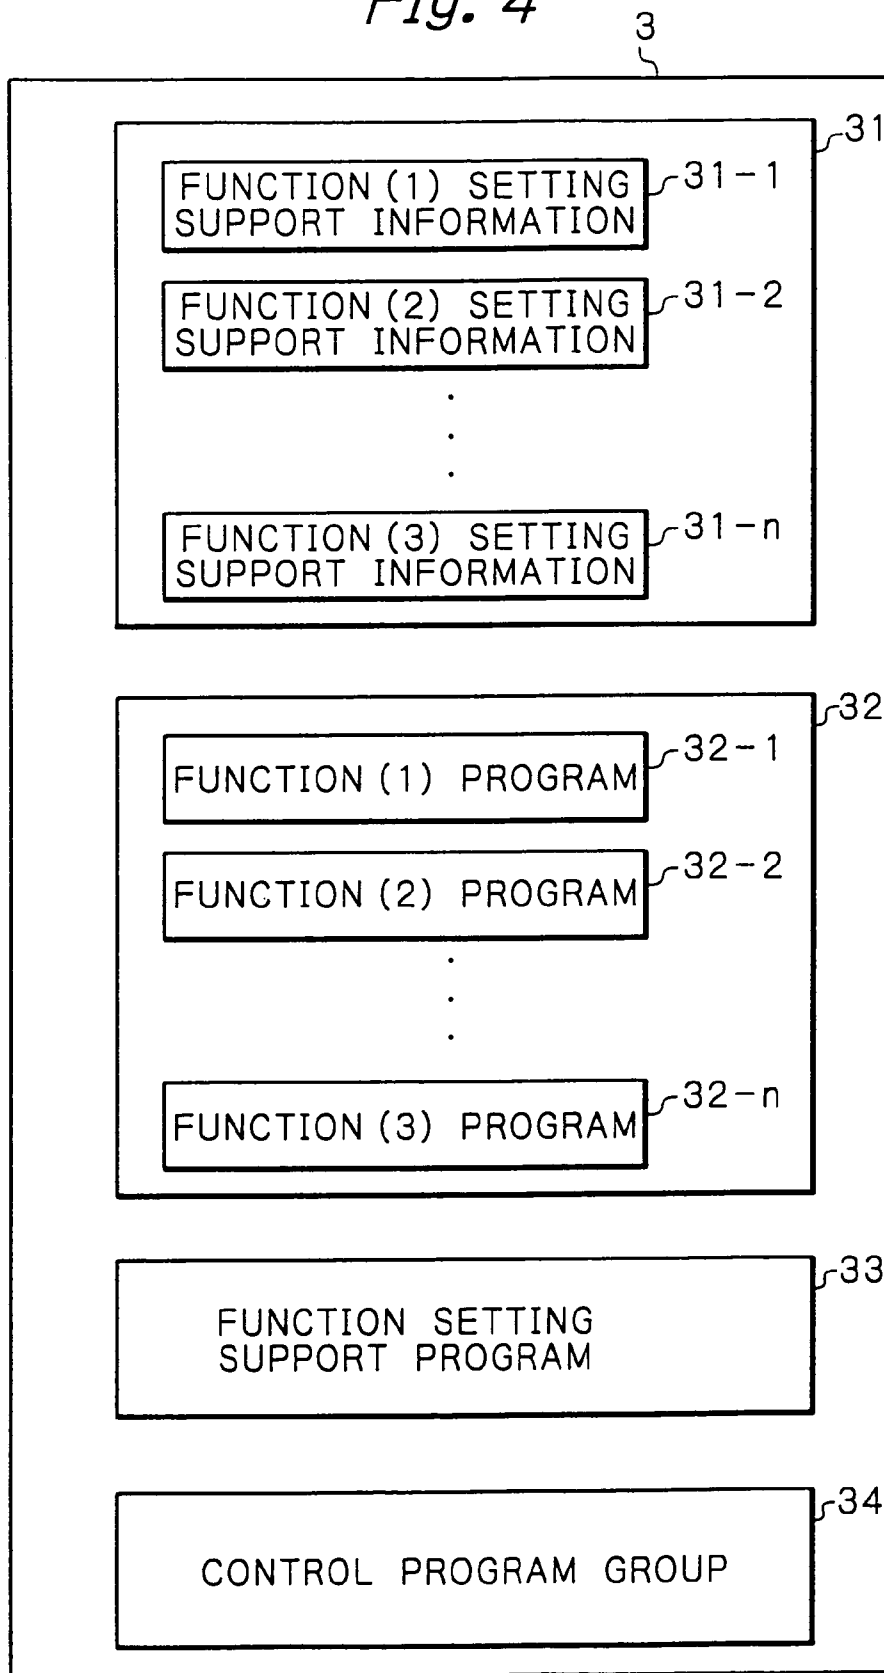 Fig. 4
3
31
FUNCTION (1) SETTING
SUPPORT INFORMATION
31-1
FUNCTION (2) SETTING
SUPPORT INFORMATION
31-2
FUNCTION (3) SETTING
SUPPORT INFORMATION
31-n
32
FUNCTION (1) PROGRAM
32-1
FUNCTION (2) PROGRAM
32-2
FUNCTION (3) PROGRAM
32-n
33
FUNCTION SETTING
SUPPORT PROGRAM
34
CONTROL PROGRAM GROUP